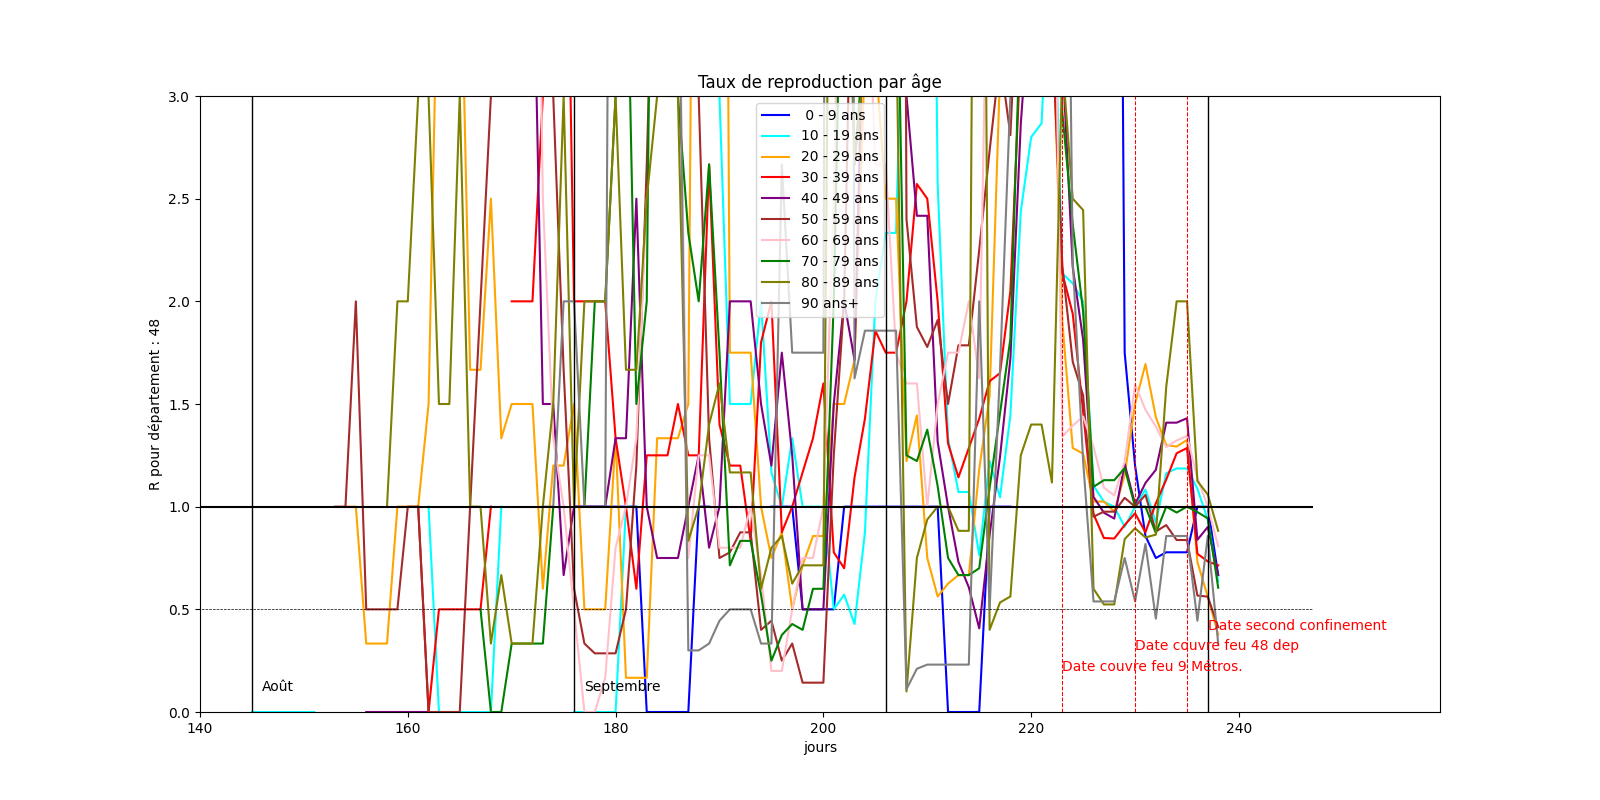 Taux de reproduction par âge
R pour département : 48
3.0
2.5
2.0
1.5
1.0
0.5
0.0
0 - 9 ans
10 - 19 ans
20 - 29 ans
30 - 39 ans
40 - 49 ans
50 - 59 ans
60 - 69 ans
70 - 79 ans
80 - 89 ans
90 ans+
Date second confinement
Date couvre feu 48 dep
Date couvre feu 9 Métros.
Août
Septembre
140
160
180
200
220
240
jours